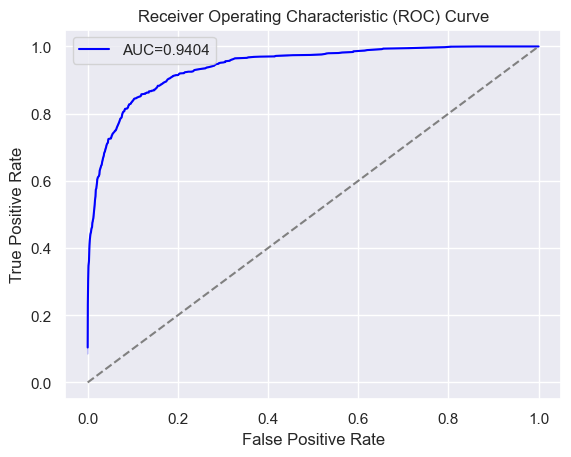 Receiver Operating Characteristic (ROC) Curve
AUC=0.9404
True Positive Rate
1.0
0.8
0.6
0.4
0.2
0.0
0.0 0.2 0.4 0.6 0.8 1.0
False Positive Rate